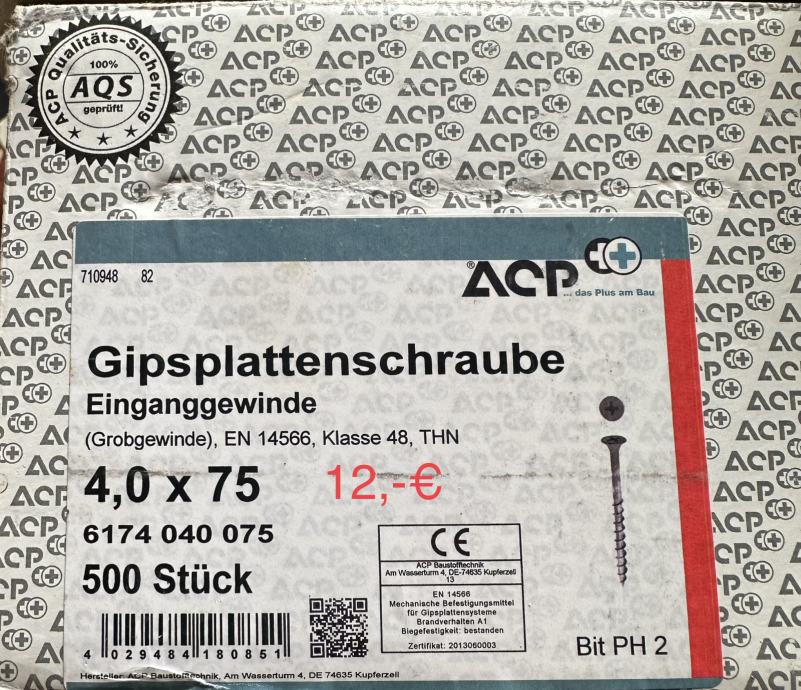 ACP Qualitäts-Sicherung
100%
AQS
geprüft!
710948 82
®ACP
... das Plus am Bau
Gipsplattenschraube
Einganggewinde
(Grobgewinde), EN 14566, Klasse 48, THN
4,0 x 75
12,-€
6174 040 075
500 Stück
CE
ACP Baustofftechnik
Am Wasserturm 4, DE-74635 Kupferzell
13
EN 14566
Mechanische Befestigungsmittel
für Gipsplattensysteme
Brandverhalten A1
Biegefestigkeit: bestanden
Zertifikat: 2013060003
Bit PH 2
4 029484 180851
Hersteller: ACP Baustofftechnik, Am Wasserturm 4, DE 74635 Kupferzell